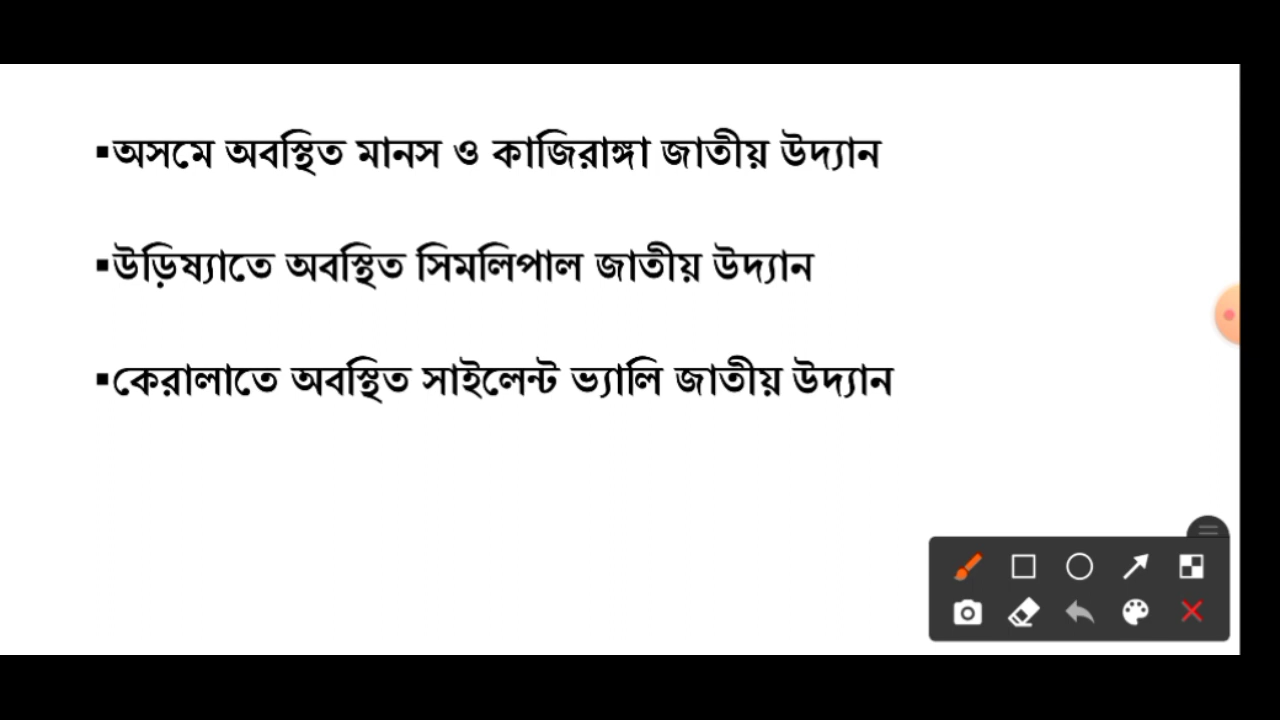 ▪অসমে অবস্থিত মানস ও কাজিরাঙ্গা জাতীয় উদ্যান
▪উড়িষ্যাতে অবস্থিত সিমলিপাল জাতীয় উদ্যান
▪কেরালাতে অবস্থিত সাইলেন্ট ভ্যালি জাতীয় উদ্যান